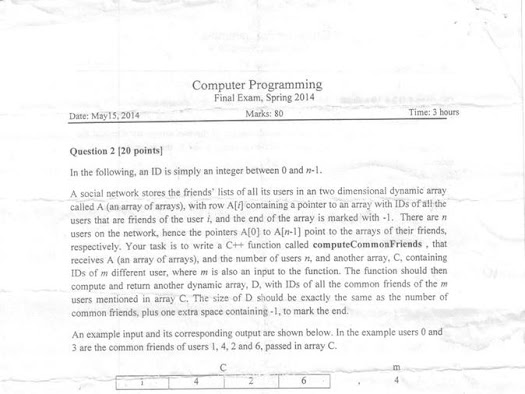 Computer Programming
Final Exam, Spring 2014
Date: May15, 2014 Marks: 80 Time: 3 hours
Question 2 [20 points]
In the following, an ID is simply an integer between 0 and n-1.
A social network stores the friends' lists of all its users in an two dimensional dynamic array
called A (an array of arrays), with row A[i] containing a pointer to an array with IDs of all the
users that are friends of the user i, and the end of the array is marked with -1. There are n
users on the network, hence the pointers A[0] to A[n-1] point to the arrays of their friends,
respectively. Your task is to write a C++ function called computeCommonFriends , that
receives A (an array of arrays), and the number of users n, and another array, C, containing
IDs of m different user, where m is also an input to the function. The function should then
compute and return another dynamic array, D, with IDs of all the common friends of the m
users mentioned in array C. The size of D should be exactly the same as the number of
common friends, plus one extra space containing -1, to mark the end.
An example input and its corresponding output are shown below. In the example users 0 and
3 are the common friends of users 1, 4, 2 and 6, passed in array C.
C m
1 4 2 6 4